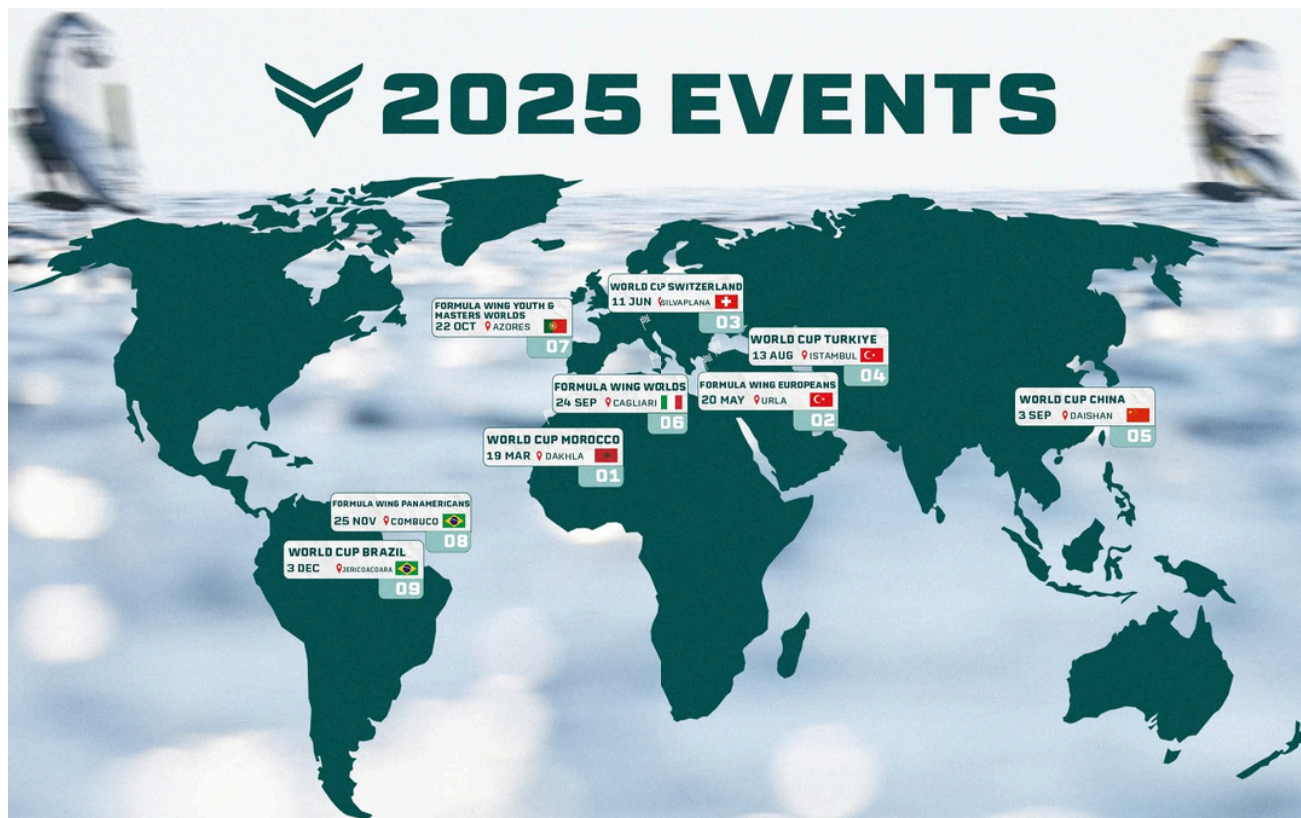 2025 EVENTS
WORLD CUP SWITZERLAND
11 JUN SILVAPLANA
03
FORMULA WING YOUTH &
MASTERS WORLDS
22 OCT AZORES
07
WORLD CUP TURKIYE
13 AUG ISTAMBUL
04
FORMULA WING WORLDS
24 SEP CAGLIARI
06
FORMULA WING EUROPEANS
20 MAY URLA
02
WORLD CUP CHINA
3 SEP DAISHAN
05
WORLD CUP MOROCCO
19 MAR DAKHLA
01
FORMULA WING PANAMERICANS
25 NOV COMBUCO
08
WORLD CUP BRAZIL
3 DEC JERICOACOARA
09